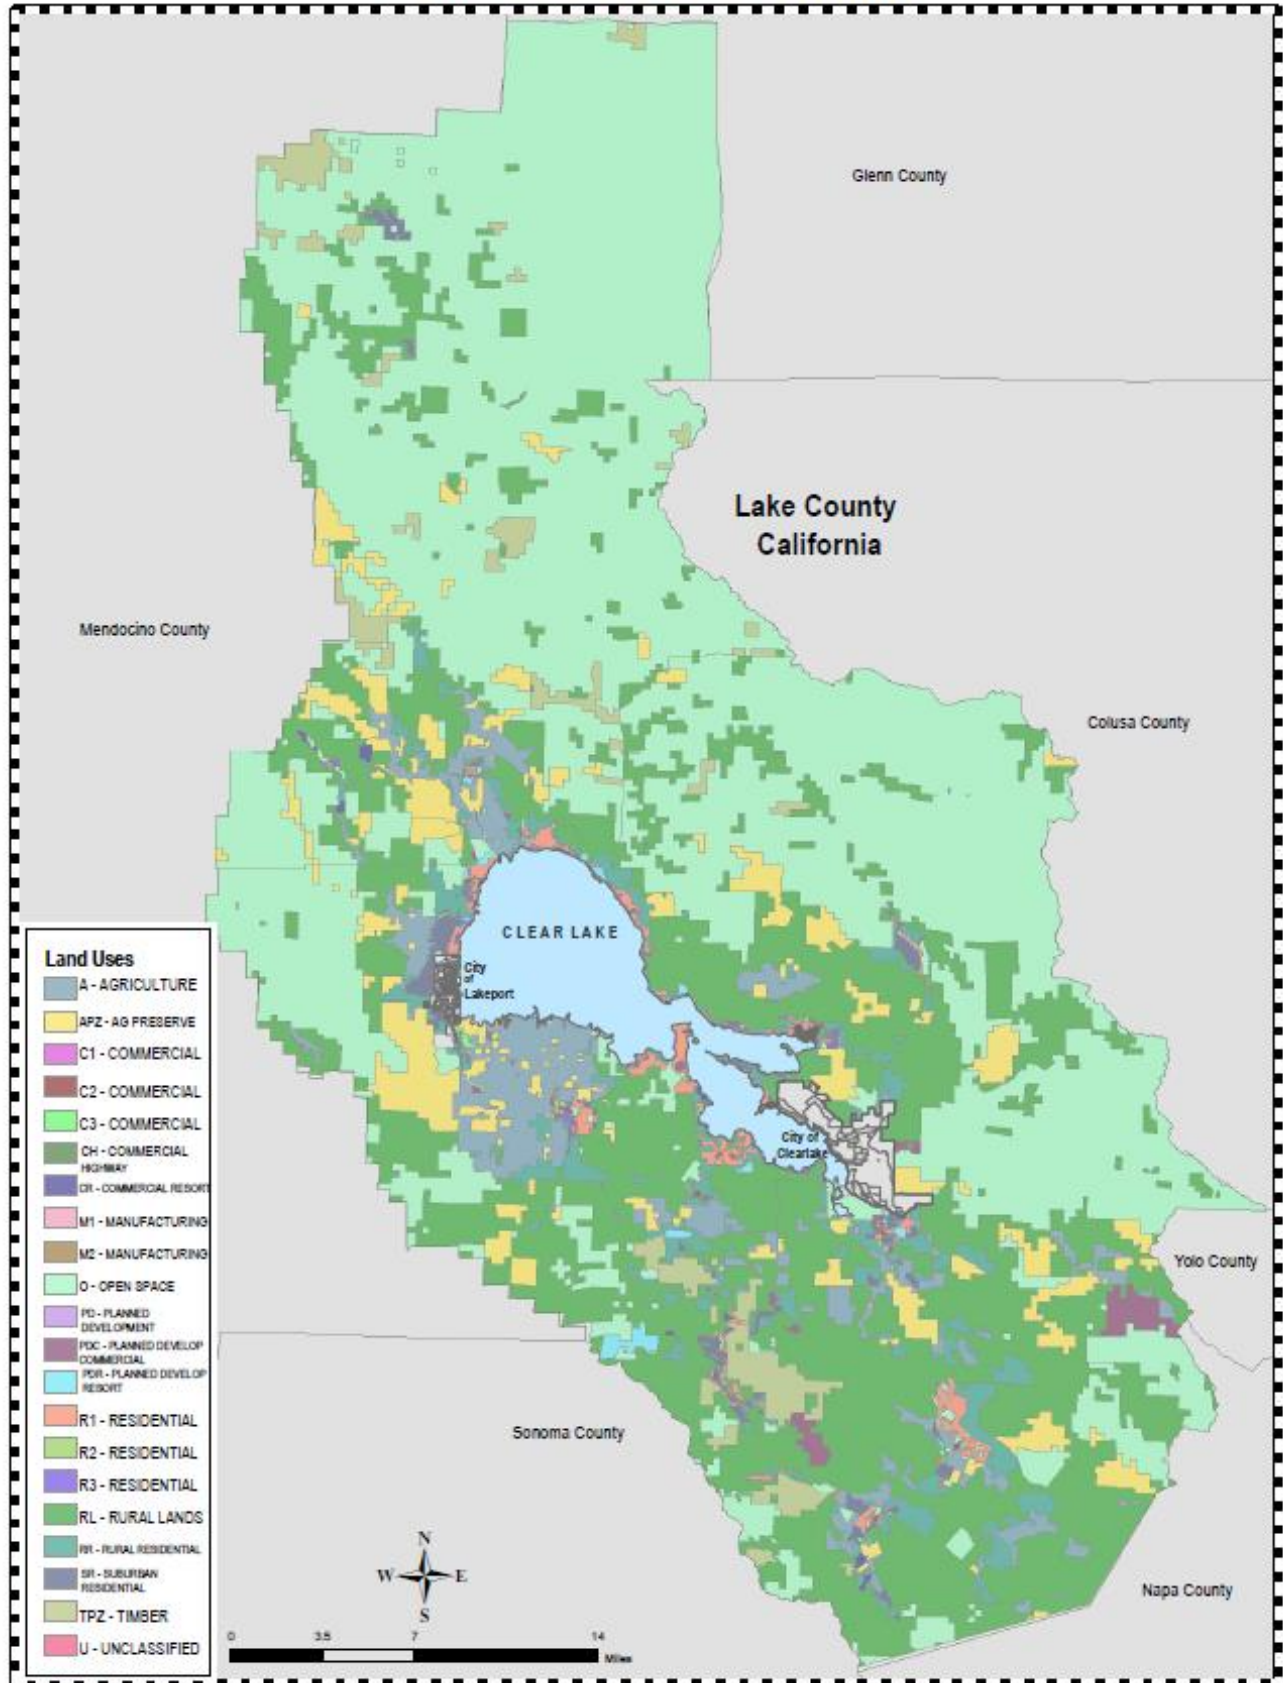 Glenn County
Lake County
California
Mendocino County
Colusa County
CLEAR LAKE
City
of
Lakeport
City of
Clearlake
Yolo County
Sonoma County
Napa County
Land Uses
A - AGRICULTURE
APZ - AG PRESERVE
C1 - COMMERCIAL
C2 - COMMERCIAL
C3 - COMMERCIAL
CH - COMMERCIAL
HIGHWAY
CR - COMMERCIAL RESORT
M1 - MANUFACTURING
M2 - MANUFACTURING
O - OPEN SPACE
PD - PLANNED
DEVELOPMENT
PDC - PLANNED DEVELOP
COMMERCIAL
PDR - PLANNED DEVELOP
RESORT
R1 - RESIDENTIAL
R2 - RESIDENTIAL
R3 - RESIDENTIAL
RL - RURAL LANDS
RR - RURAL RESIDENTIAL
SR - SUBURBAN
RESIDENTIAL
TPZ - TIMBER
U - UNCLASSIFIED
N
W E
S
0 3.5 7 14
Miles